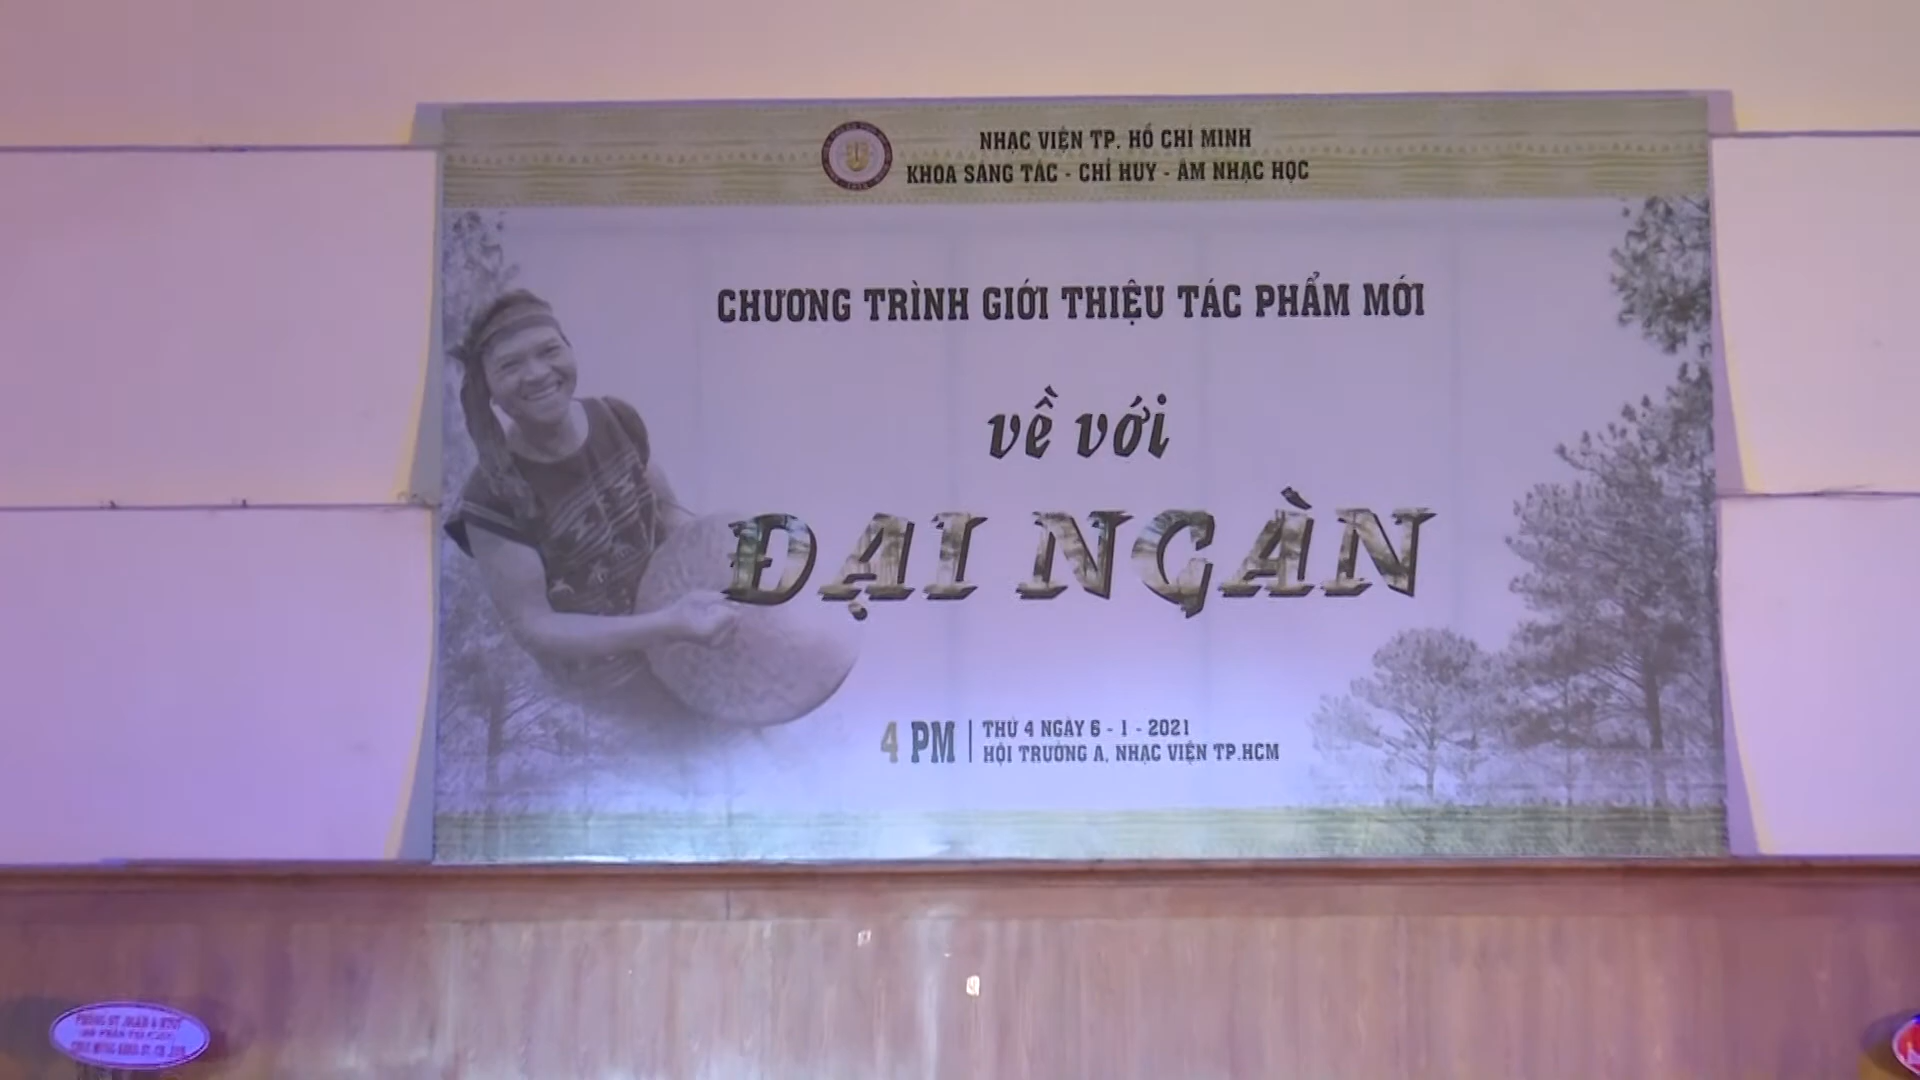 NHẠC VIỆN TP. HỒ CHÍ MINH
KHOA SÁNG TÁC - CHỈ HUY - ÂM NHẠC HỌC
CHƯƠNG TRÌNH GIỚI THIỆU TÁC PHẨM MỚI
về với
ĐẠI NGÀN
4 PM
THỨ 4 NGÀY 6 - 1 - 2021
HỘI TRƯỜNG A, NHẠC VIỆN TP.HCM